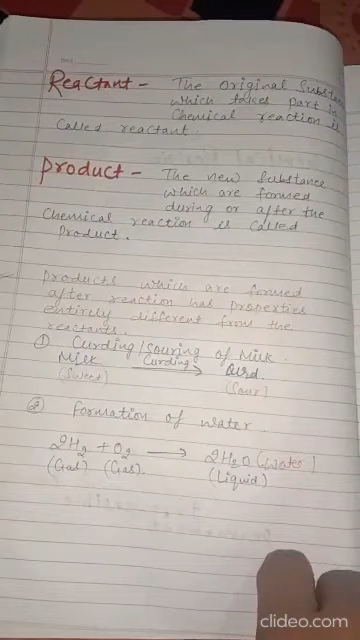 Reactant - The Original Substance
which takes part in
Chemical reaction is
Called reactant.
Product - The new Substance
which are formed
during or after the
Chemical reaction is called
Product.
Products which are formed
after reaction has properties
entirely different from the
reactants.
① Curding/Souring of Milk.
Milk Curding → Curd
(Sweet) (Sour)
② Formation of water
2H₂ + O₂ → 2H₂O (Water)
(Gas) (Gas) (Liquid)
clideo.com